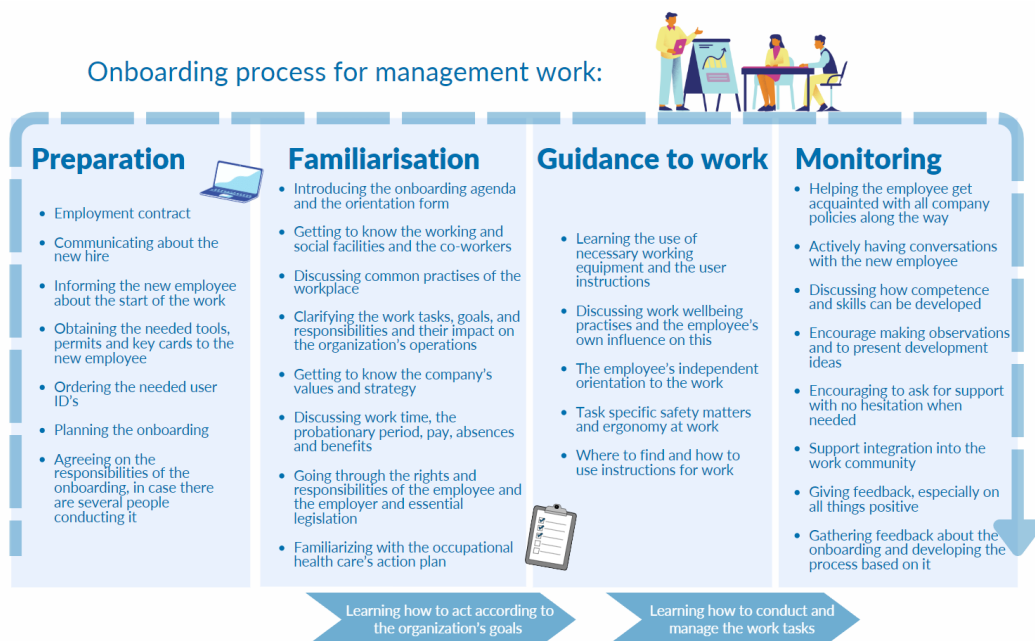 Onboarding process for management work:
Preparation
• Employment contract
• Communicating about the
new hire
• Informing the new employee
about the start of the work
• Obtaining the needed tools,
permits and key cards to the
new employee
• Ordering the needed user
ID's
• Planning the onboarding
• Agreeing on the
responsibilities of the
onboarding, in case there
are several people
conducting it
Familiarisation
• Introducing the onboarding agenda
and the orientation form
• Getting to know the working and
social facilities and the co-workers
• Discussing common practises of the
workplace
• Clarifying the work tasks, goals, and
responsibilities and their impact on
the organization's operations
• Getting to know the company's
values and strategy
• Discussing work time, the
probationary period, pay, absences
and benefits
• Going through the rights and
responsibilities of the employee and
the employer and essential
legislation
• Familiarizing with the occupational
health care's action plan
Guidance to work
• Learning the use of
necessary working
equipment and the user
instructions
• Discussing work wellbeing
practises and the employee's
own influence on this
• The employee's independent
orientation to the work
• Task specific safety matters
and ergonomy at work
• Where to find and how to
use instructions for work
Monitoring
• Helping the employee get
acquainted with all company
policies along the way
• Actively having conversations
with the new employee
• Discussing how competence
and skills can be developed
• Encourage making observations
and to present development
ideas
• Encouraging to ask for support
with no hesitation when
needed
• Support integration into the
work community
• Giving feedback, especially on
all things positive
• Gathering feedback about the
onboarding and developing the
process based on it
Learning how to act according to
the organization's goals
Learning how to conduct and
manage the work tasks